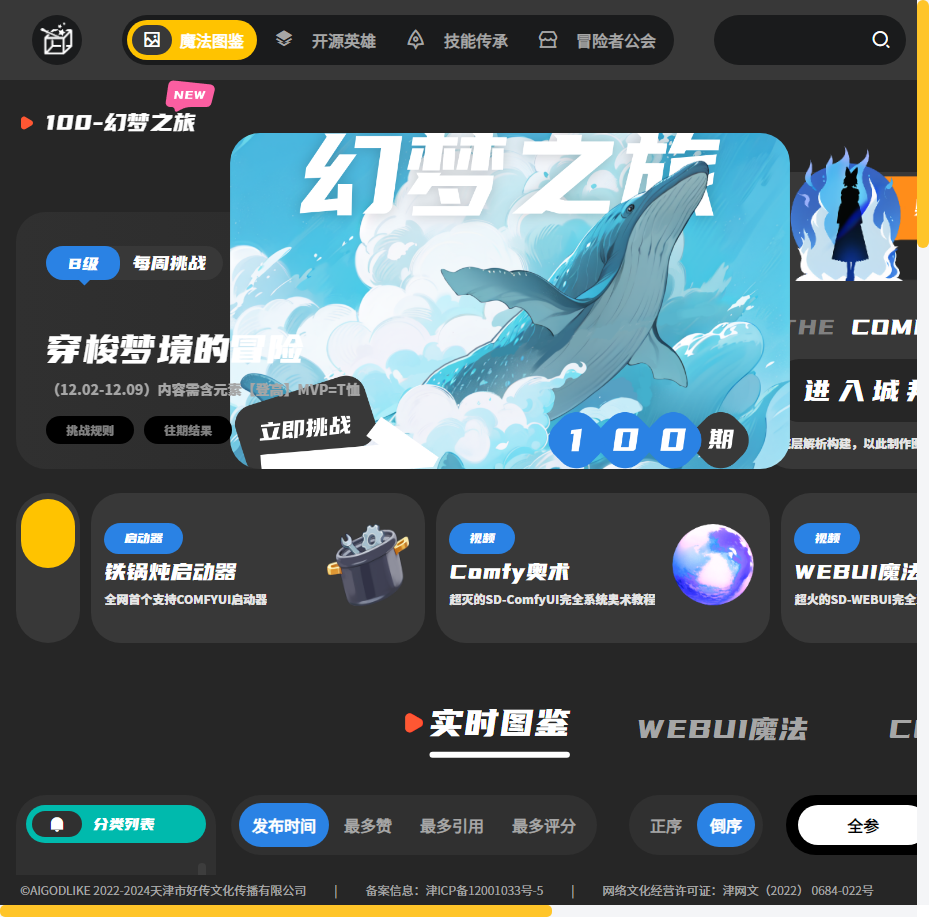 魔法图鉴
开源英雄
技能传承
冒险者公会
NEW
100-幻梦之旅
幻梦之旅
B级
每周挑战
THE COM
穿梭梦境的冒险
进入城
（12.02-12.09）内容需含元素【登高】MVP=T恤
挑战规则
往期结果
立即挑战
100期
层解析构建，以此制作
启动器
铁锅炖启动器
全网首个支持COMFYUI启动器
视频
Comfy奥术
超灭的SD-ComfyUI完全系统奥术教程
视频
WEBUI魔法
超火的SD-WEBUI完全
实时图鉴
WEBUI魔法
分类列表
发布时间
最多赞
最多引用
最多评分
正序
倒序
全参
©AIGODLIKE 2022-2024天津市好传文化传播有限公司 | 备案信息：津ICP备12001033号-5 | 网络文化经营许可证：津网文（2022） 0684-022号